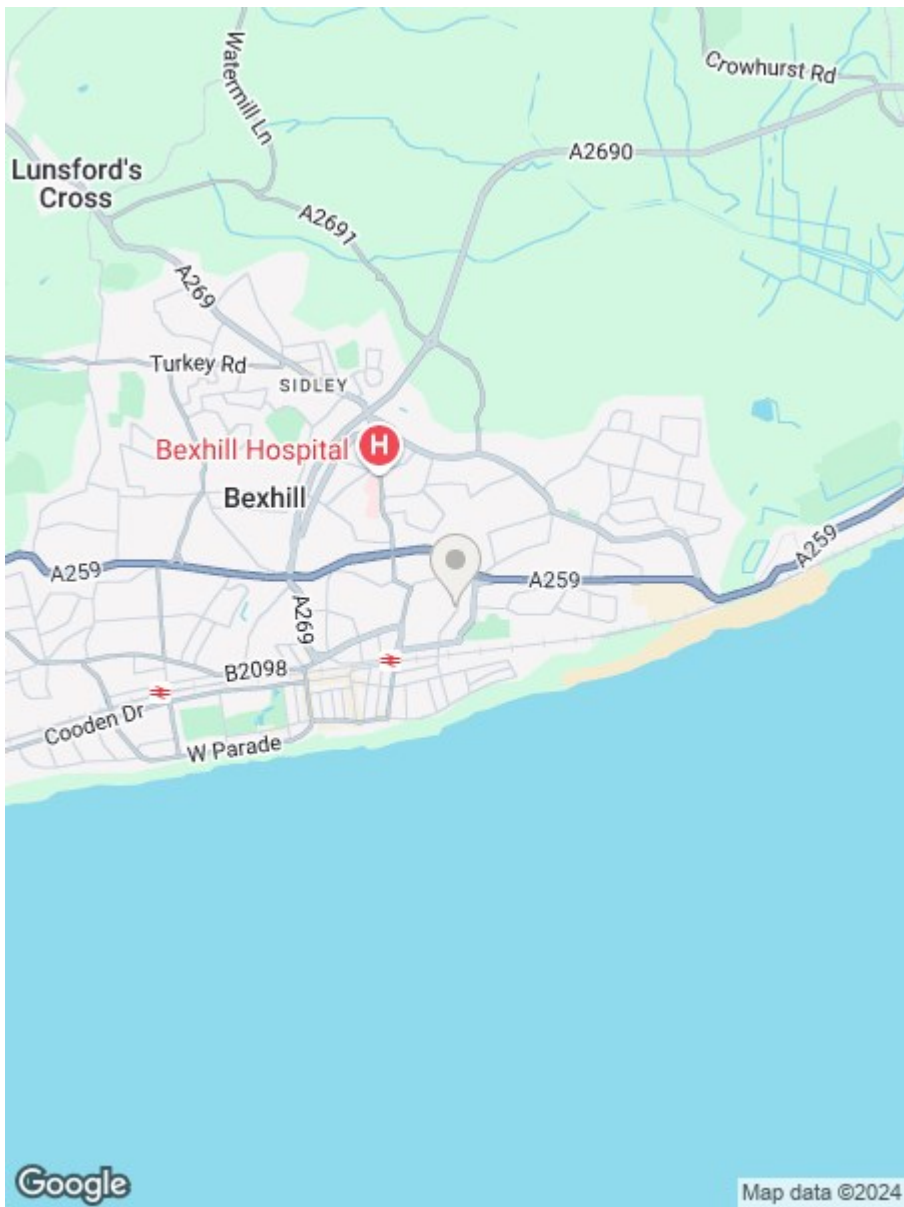 Watermill Ln
Crowhurst Rd
A2690
Lunsford's
Cross
A2691
A269
Turkey Rd
SIDLEY
Bexhill Hospital
H
Bexhill
A259
A259
A259
A269
B2098
Cooden Dr
W Parade
Google
Map data ©2024